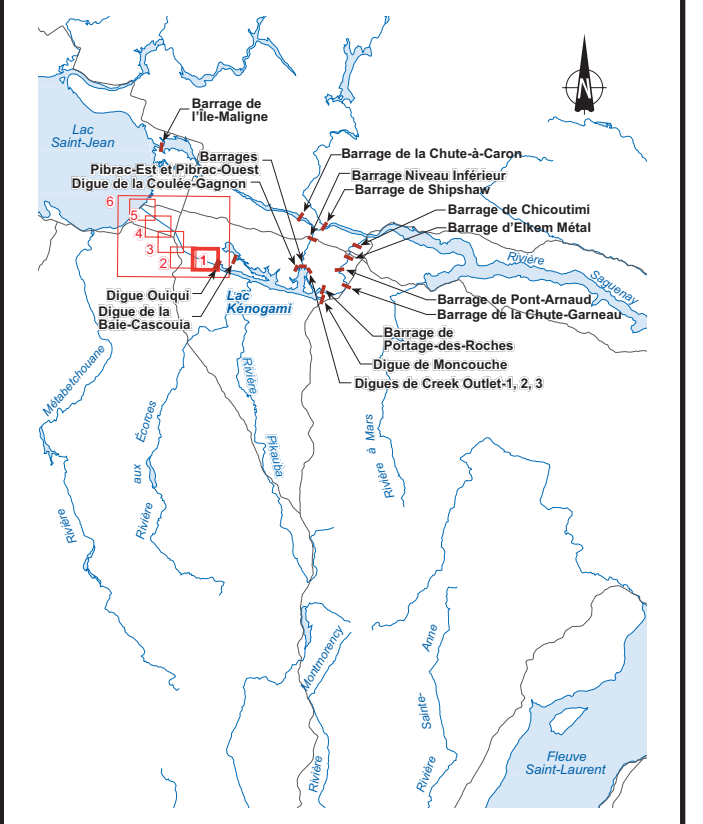 N
Barrage de
l'Île-Maligne
Lac
Saint-Jean
Barrages
Pibrac-Est et Pibrac-Ouest
Digue de la Coulée-Gagnon
Barrage de la Chute-à-Caron
Barrage Niveau Inférieur
Barrage de Shipshaw
Barrage de Chicoutimi
Barrage d'Elkem Métal
6
5
4
3
2
1
Rivière
Saguenay
Digue Ouiqui
Digue de la
Baie-Cascouia
Lac
Kénogami
Barrage de Pont-Arnaud
Barrage de la Chute-Garneau
Barrage de
Portage-des-Roches
Digue de Moncouche
Digues de Creek Outlet-1, 2, 3
Rivière
Métabetchouane
Rivière
aux
Écorces
Rivière
Pikauba
Rivière à Mars
Rivière
Montmorency
Rivière
Sainte-
Anne
Fleuve
Saint-Laurent